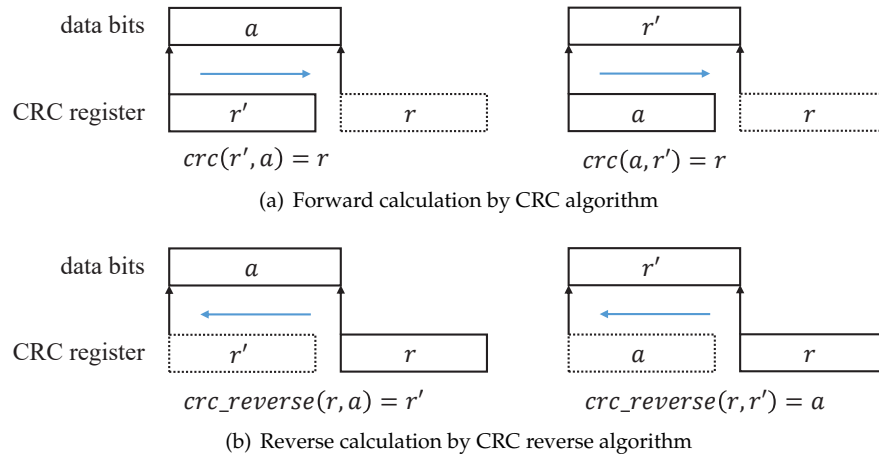 data bits a r′
CRC register r′ r a r
crc(r′, a) = r crc(a, r′) = r
(a) Forward calculation by CRC algorithm
data bits a r′
CRC register r′ r a r
crc_reverse(r, a) = r′ crc_reverse(r, r′) = a
(b) Reverse calculation by CRC reverse algorithm